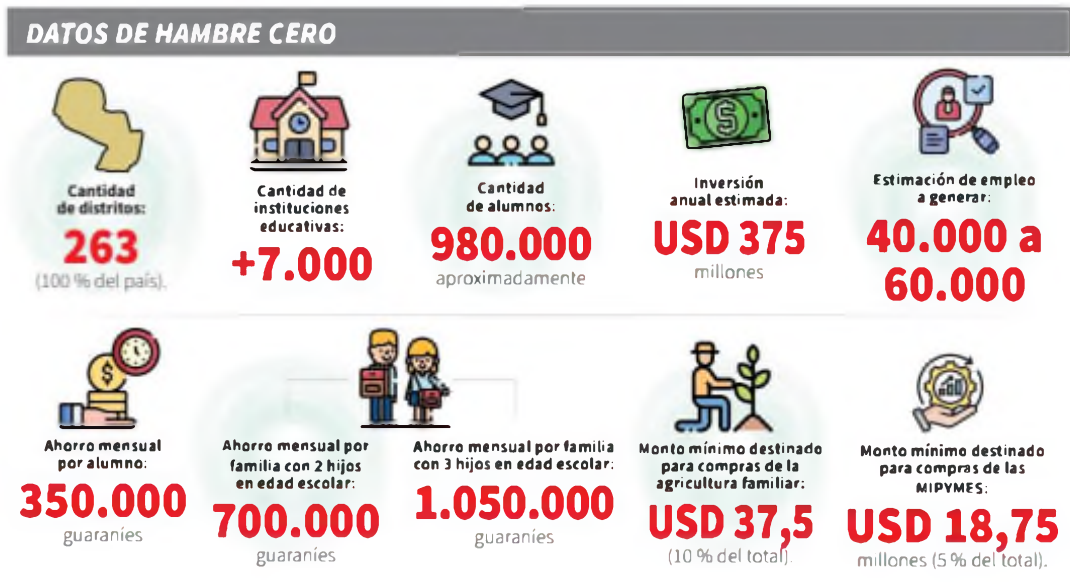 DATOS DE HAMBRE CERO
Cantidad
de distritos:
263
(100 % del país).
Cantidad de
instituciones
educativas:
+7.000
Cantidad
de alumnos:
980.000
aproximadamente
Inversión
anual estimada:
USD 375
millones
Estimación de empleo
a generar:
40.000 a
60.000
Ahorro mensual
por alumno:
350.000
guaraníes
Ahorro mensual por
familia con 2 hijos
en edad escolar:
700.000
guaraníes
Ahorro mensual por familia
con 3 hijos en edad escolar:
1.050.000
guaraníes
Monto mínimo destinado
para compras de la
agricultura familiar:
USD 37,5
(10 % del total).
Monto mínimo destinado
para compras de las
MIPYMES:
USD 18,75
millones (5 % del total).